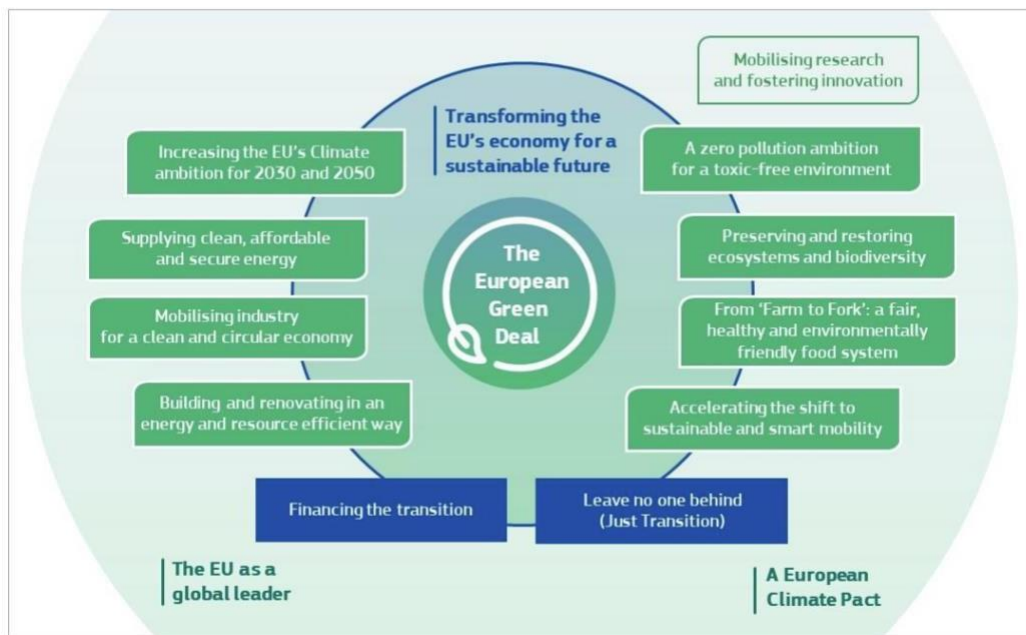 Mobilising research
and fostering innovation
Transforming the
EU's economy for a
sustainable future
Increasing the EU's Climate
ambition for 2030 and 2050
A zero pollution ambition
for a toxic-free environment
Supplying clean, affordable
and secure energy
Preserving and restoring
ecosystems and biodiversity
The
European
Green
Deal
Mobilising industry
for a clean and circular economy
From ‘Farm to Fork’: a fair,
healthy and environmentally
friendly food system
Building and renovating in an
energy and resource efficient way
Accelerating the shift to
sustainable and smart mobility
Financing the transition
Leave no one behind
(Just Transition)
The EU as a
global leader
A European
Climate Pact